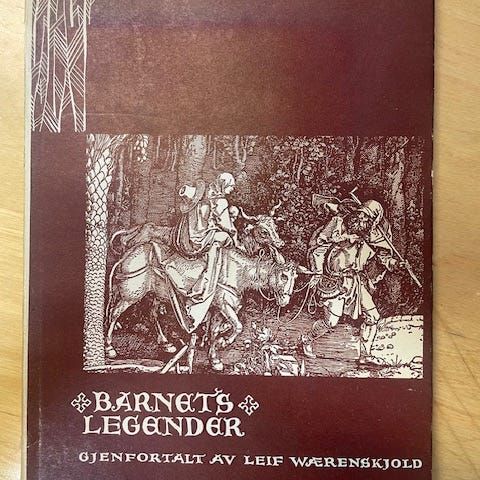 BARNETS
LEGENDER
GJENFORTALT AV LEIF WÆRENSKJOLD